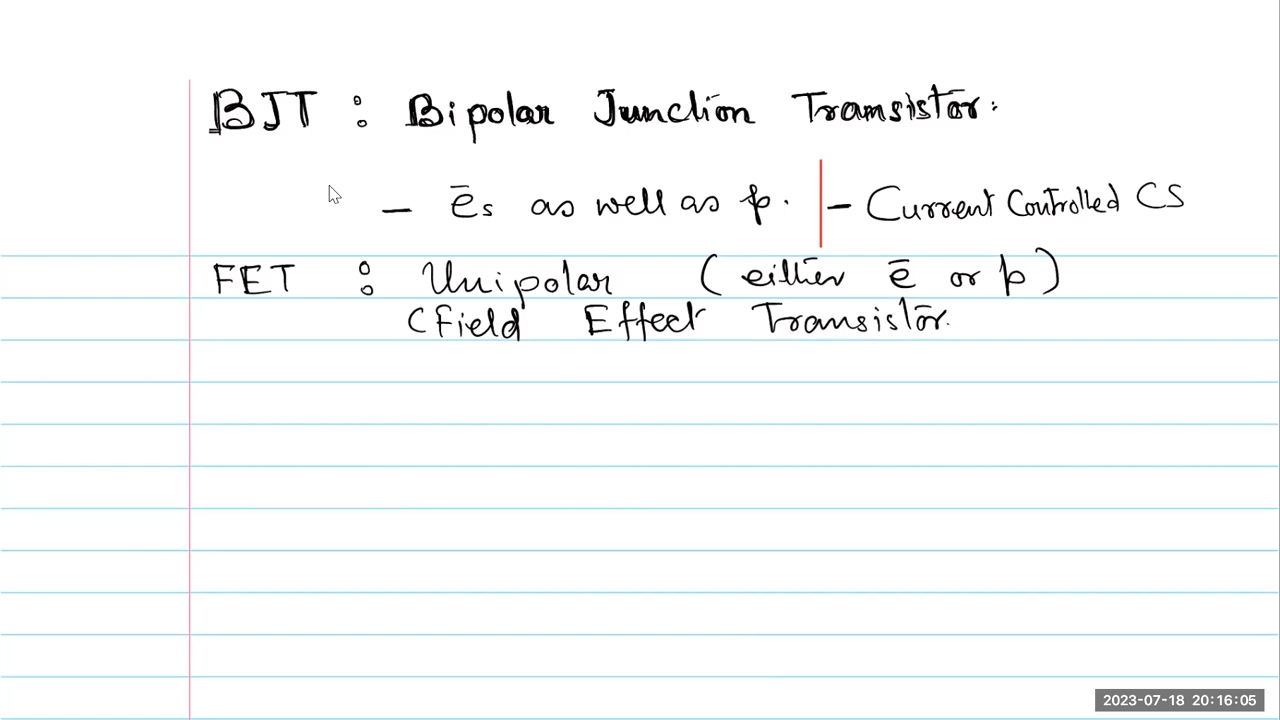 BJT : Bipolar Junction Transistor.
– ēs as well as p. | – Current Controlled CS
FET : Unipolar (either ē or p)
(Field Effect Transistor.
2023-07-18 20:16:05